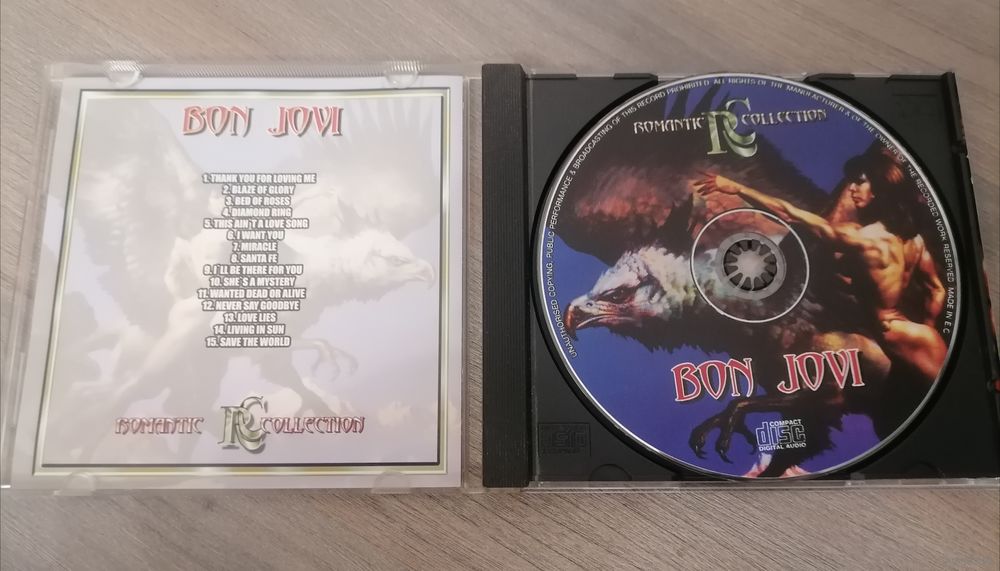 BON JOVI
1. THANK YOU FOR LOVING ME
2. BLAZE OF GLORY
3. BED OF ROSES
4. DIAMOND RING
5. THIS AIN`T A LOVE SONG
6. I WANT YOU
7. MIRACLE
8. SANTA FE
9. I`LL BE THERE FOR YOU
10. SHE`S A MYSTERY
11. WANTED DEAD OR ALIVE
12. NEVER SAY GOODBYE
13. LOVE LIES
14. LIVING IN SUN
15. SAVE THE WORLD
ROMANTIC RC COLLECTION
UNAUTHORISED COPYING, PUBLIC PERFORMANCE & BROADCASTING OF THIS RECORD PROHIBITED. ALL RIGHTS OF THE MANUFACTURER & OF THE OWNER OF THE RECORDED WORK RESERVED. MADE IN E C
ROMANTIC RC COLLECTION
BON JOVI
COMPACT
disc
DIGITAL AUDIO